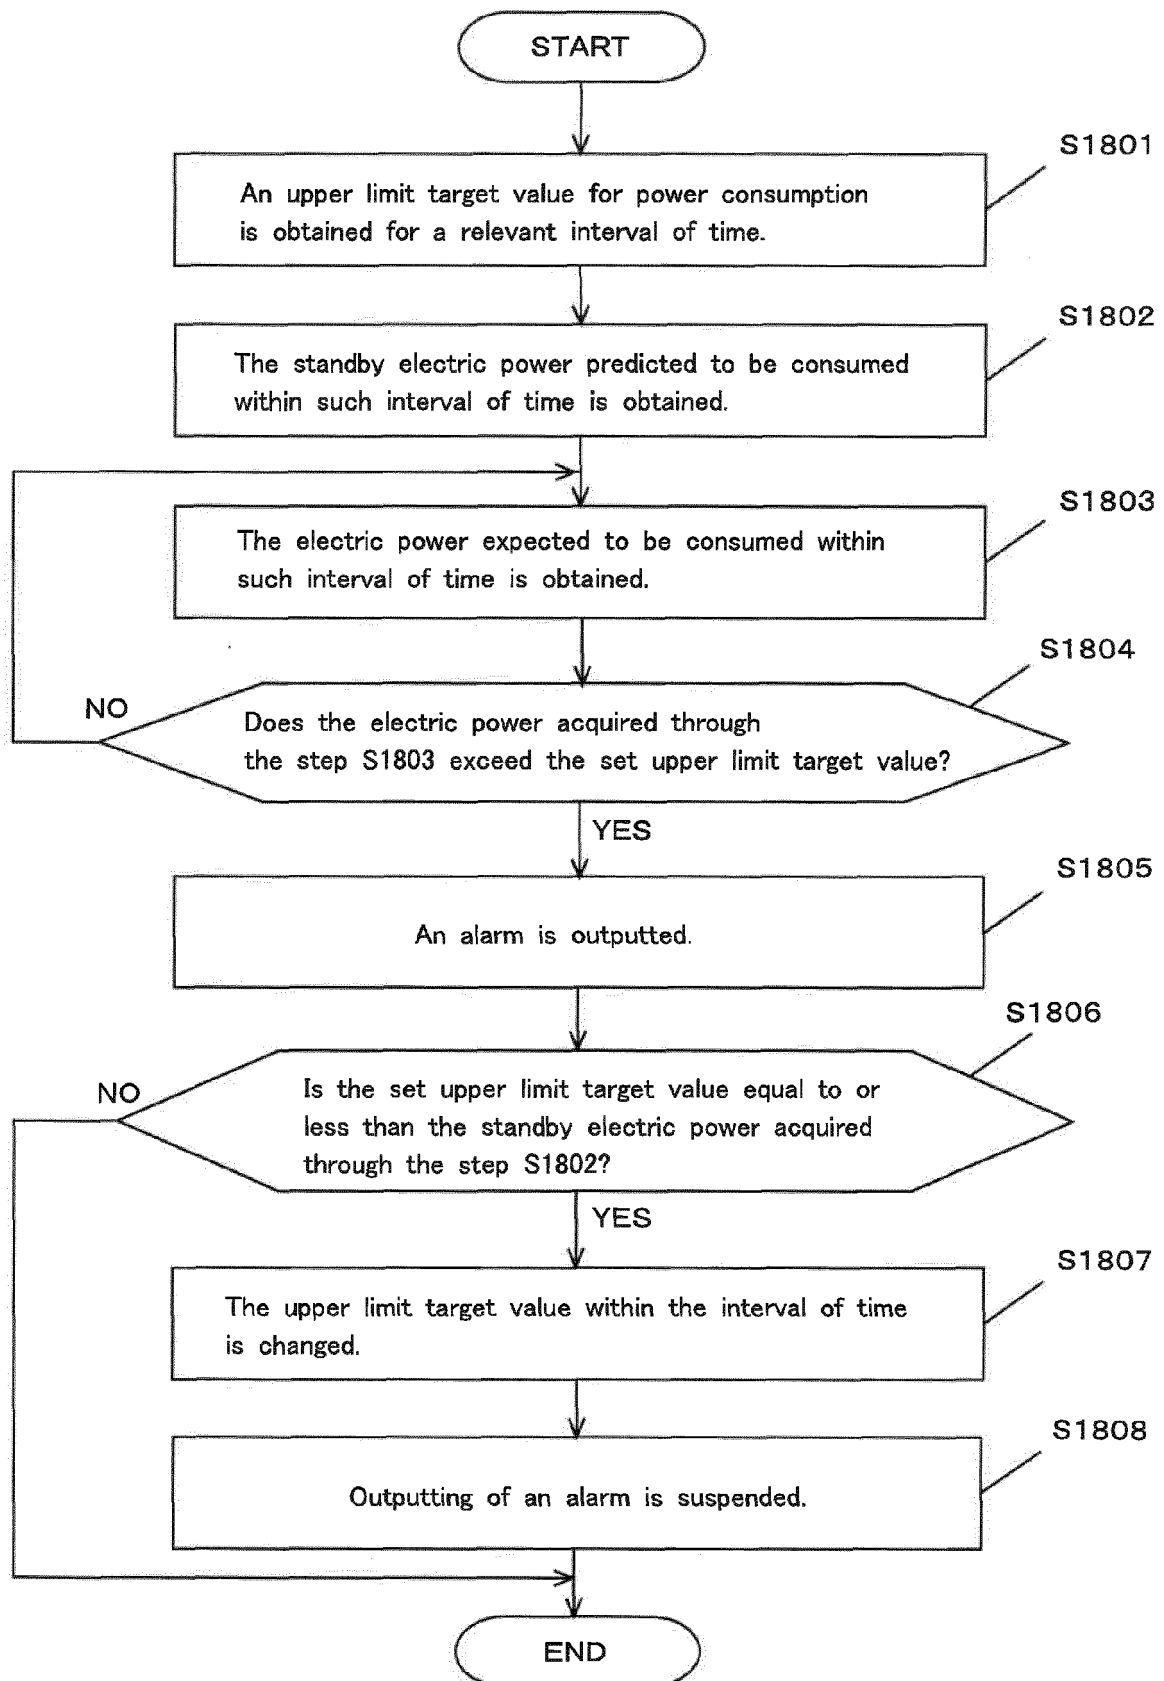 START
S1801
An upper limit target value for power consumption
is obtained for a relevant interval of time.
S1802
The standby electric power predicted to be consumed
within such interval of time is obtained.
S1803
The electric power expected to be consumed within
such interval of time is obtained.
S1804
NO
Does the electric power acquired through
the step S1803 exceed the set upper limit target value?
YES
S1805
An alarm is outputted.
S1806
NO
Is the set upper limit target value equal to or
less than the standby electric power acquired
through the step S1802?
YES
S1807
The upper limit target value within the interval of time
is changed.
S1808
Outputting of an alarm is suspended.
END